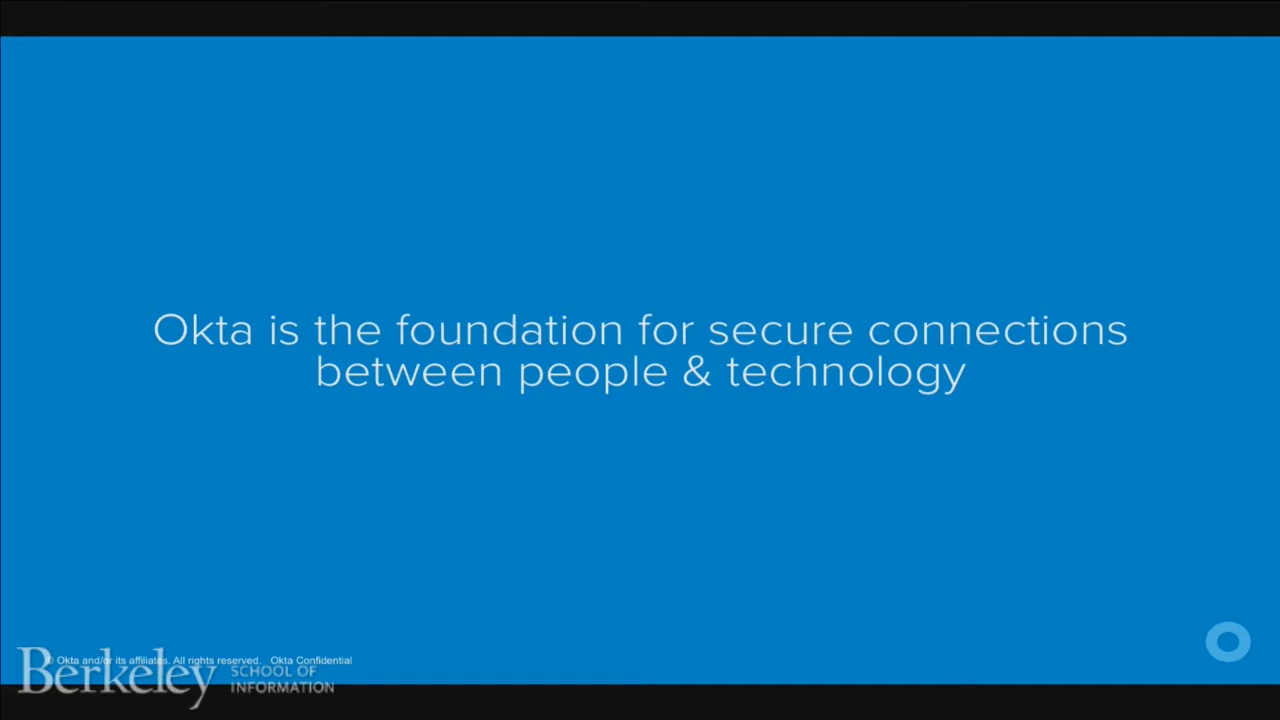 Okta is the foundation for secure connections
between people & technology
© Okta and/or its affiliates. All rights reserved. Okta Confidential
Berkeley
SCHOOL OF
INFORMATION